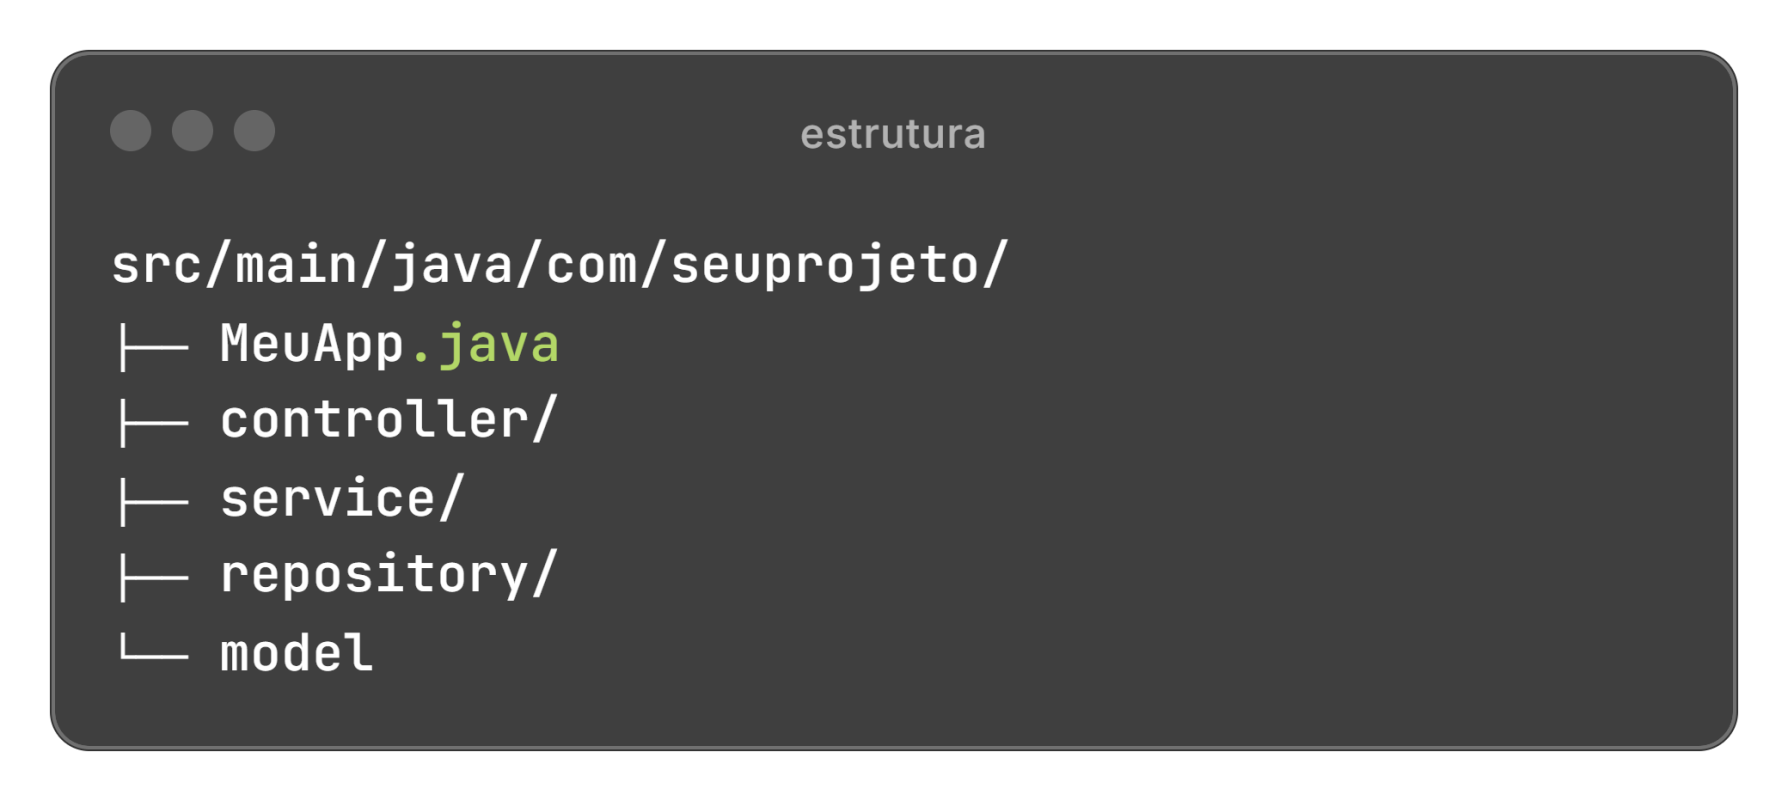 estrutura
src/main/java/com/seuprojeto/
├── MeuApp.java
├── controller/
├── service/
├── repository/
└── model